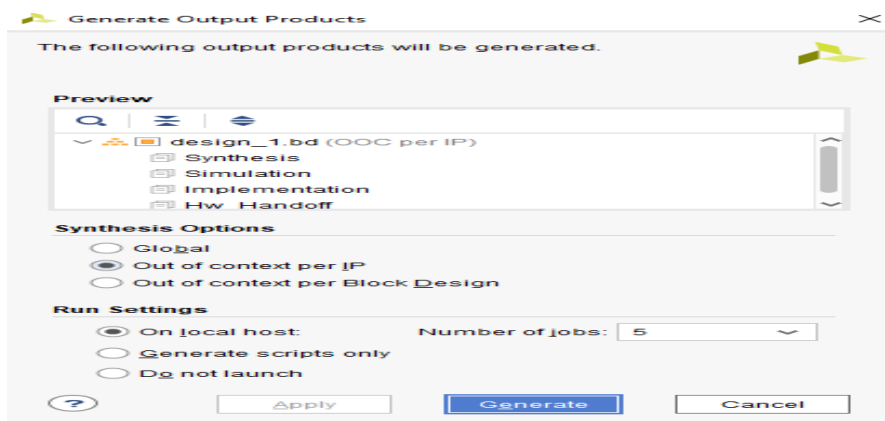 Generate Output Products
The following output products will be generated.
Preview
design_1.bd (OOC per IP)
Synthesis
Simulation
Implementation
Hw_Handoff
Synthesis Options
Global
Out of context per IP
Out of context per Block Design
Run Settings
On local host: Number of jobs: 5
Generate scripts only
Do not launch
? Apply Generate Cancel